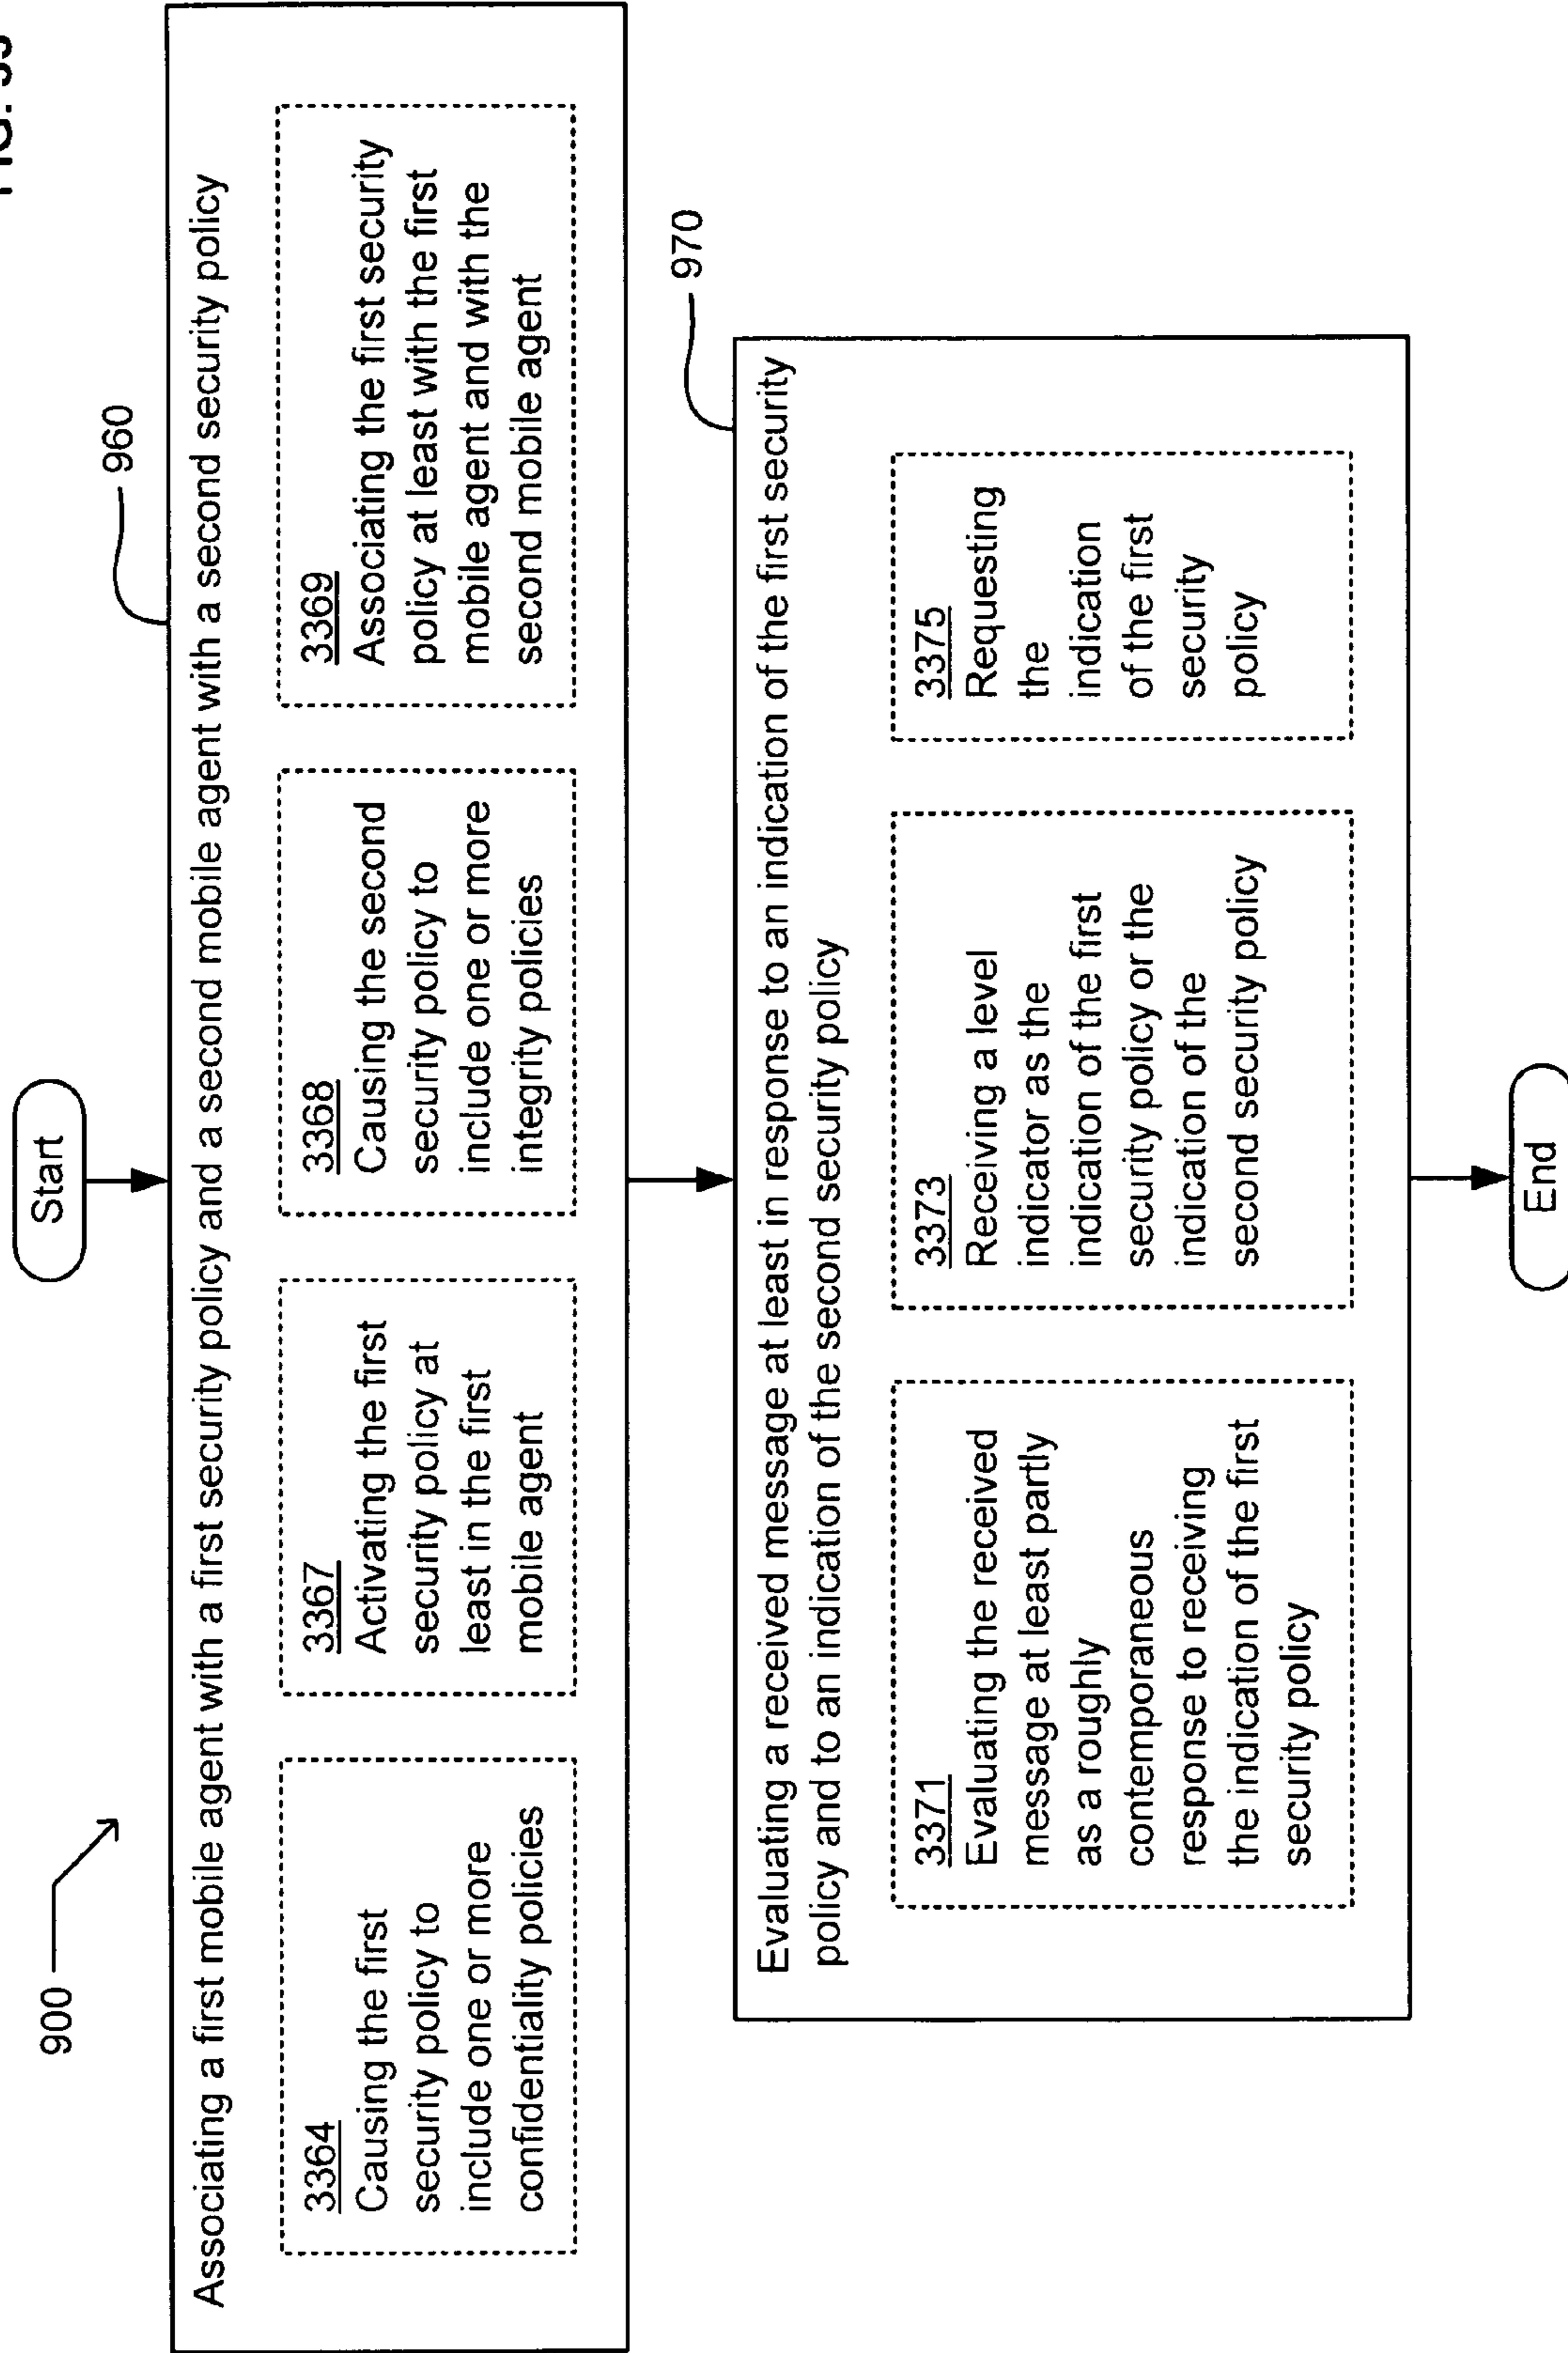 900
Start
960
Associating a first mobile agent with a first security policy and a second mobile agent with a second security policy
3364
Causing the first
security policy to
include one or more
confidentiality policies
3367
Activating the first
security policy at
least in the first
mobile agent
3368
Causing the second
security policy to
include one or more
integrity policies
3369
Associating the first security
policy at least with the first
mobile agent and with the
second mobile agent
970
Evaluating a received message at least in response to an indication of the first security
policy and to an indication of the second security policy
3371
Evaluating the received
message at least partly
as a roughly
contemporaneous
response to receiving
the indication of the first
security policy
3373
Receiving a level
indicator as the
indication of the first
security policy or the
indication of the
second security policy
3375
Requesting
the
indication
of the first
security
policy
End